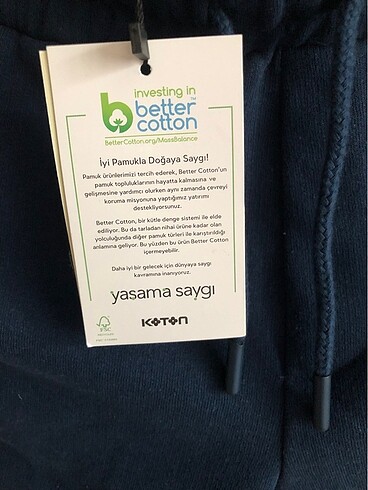 investing in
better
cotton
BetterCotton.org/MassBalance
İyi Pamukla Doğaya Saygı!
Pamuk ürünlerimizi tercih ederek, Better Cotton'un
pamuk topluluklarının hayatta kalmasına ve
gelişmesine yardımcı olurken aynı zamanda çevreyi
koruma misyonuna yaptığımız yatırımı
destekliyorsunuz.
Better Cotton, bir kütle denge sistemi ile elde
ediliyor. Bu da tarladan nihai ürüne kadar olan
yolculuğunda diğer pamuk türleri ile karıştırıldığı
anlamına geliyor. Bu yüzden bu ürün Better Cotton
içermeyebilir.
Daha iyi bir gelecek için dünyaya saygı
kavramına inanıyoruz.
yaşama saygı
FSC
KOTON